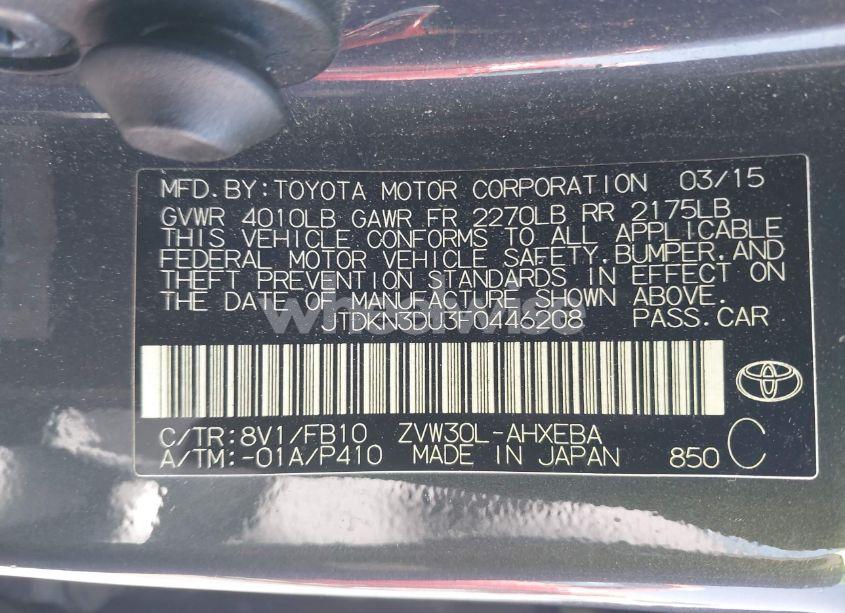 MFD.BY:TOYOTA MOTOR CORPORATION 03/15
GVWR 4010LB GAWR FR 2270LB RR 2175LB
THIS VEHICLE CONFORMS TO ALL APPLICABLE
FEDERAL MOTOR VEHICLE SAFETY,BUMPER,AND
THEFT PREVENTION STANDARDS IN EFFECT ON
THE DATE OF MANUFACTURE SHOWN ABOVE.
JTDKN3DU3F0446208 PASS.CAR
C/TR:8V1/FB10 ZVW30L-AHXEBA
A/TM:-01A/P410 MADE IN JAPAN 850 C